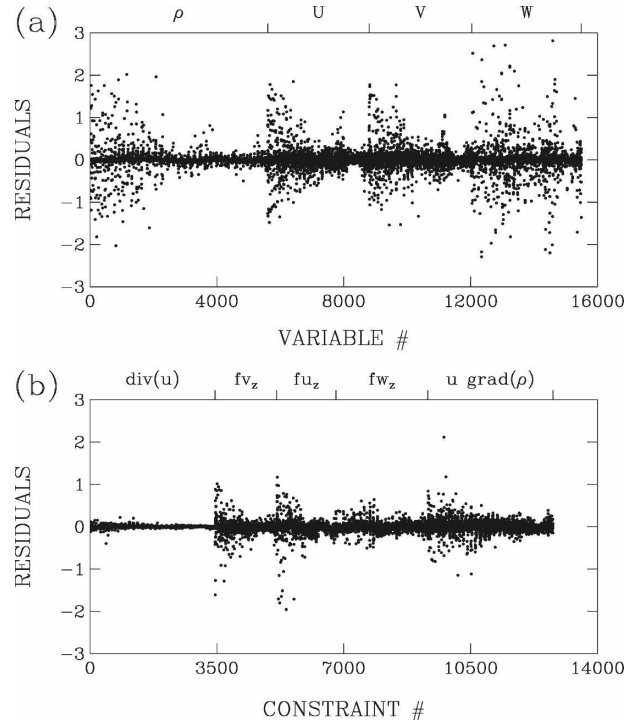 (a)
ρ U V W
3
2
1
0
-1
-2
-3
RESIDUALS
0 4000 8000 12000 16000
VARIABLE #
(b)
div(u) fv_z fu_z fw_z u grad(ρ)
3
2
1
0
-1
-2
-3
RESIDUALS
0 3500 7000 10500 14000
CONSTRAINT #